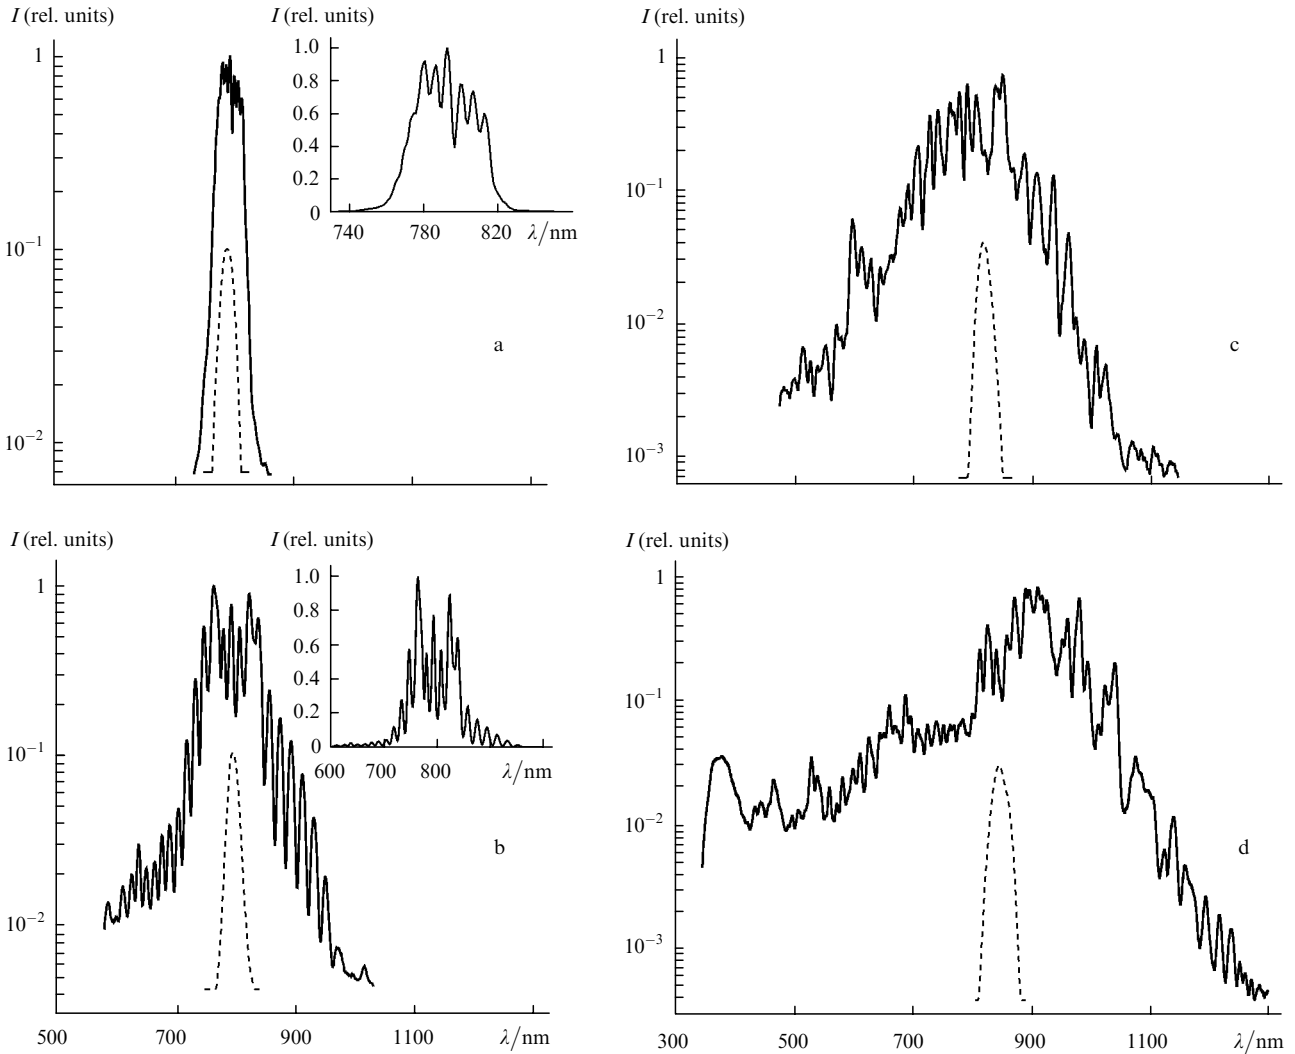 I (rel. units)
1
10⁻¹
10⁻²
a
I (rel. units)
1.0
0.8
0.6
0.4
0.2
0
740 780 820 λ/nm
I (rel. units)
1
10⁻¹
10⁻²
10⁻³
c
I (rel. units)
1
10⁻¹
10⁻²
b
500 700 900 1100 λ/nm
I (rel. units)
1.0
0.8
0.6
0.4
0.2
0
600 700 800 λ/nm
I (rel. units)
1
10⁻¹
10⁻²
10⁻³
d
300 500 700 900 1100 λ/nm